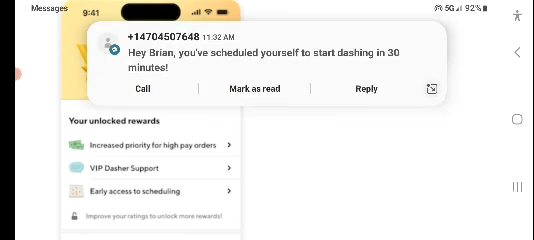 Messages
5G 92%
9:41
+14704507648 11:32 AM
Hey Brian, you've scheduled yourself to start dashing in 30
minutes!
Call Mark as read Reply
Your unlocked rewards
Increased priority for high pay orders
VIP Dasher Support
Early access to scheduling
Improve your ratings to unlock more rewards!